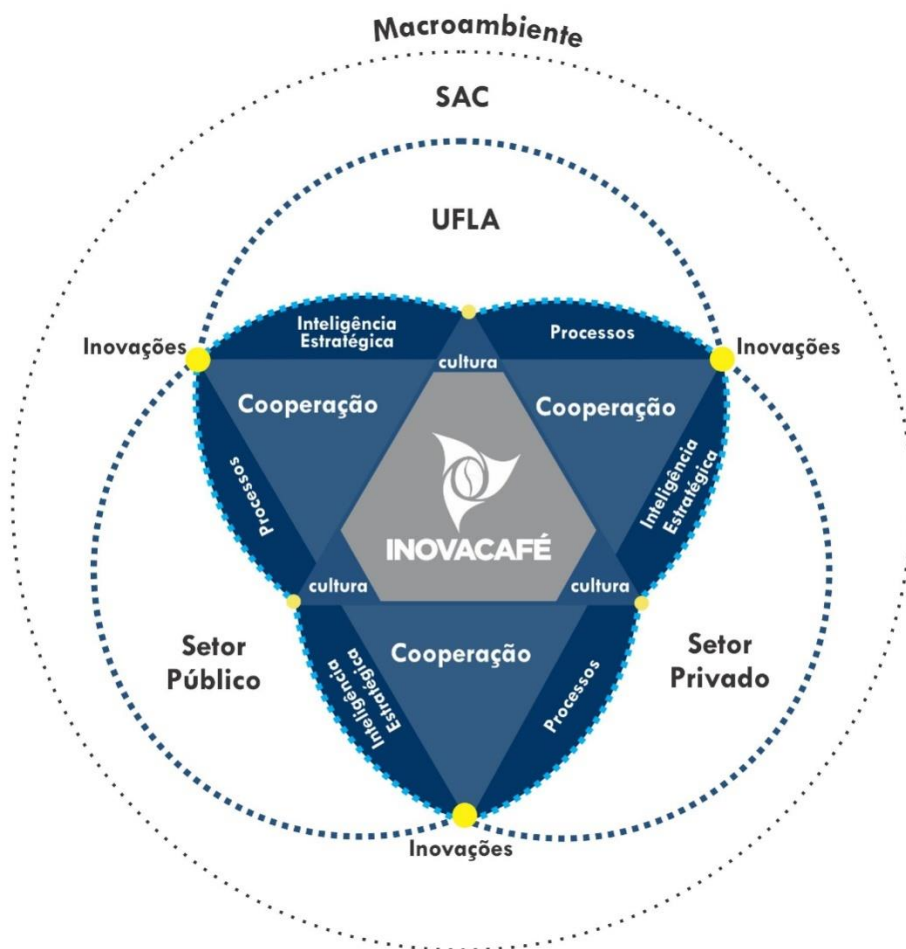 Macroambiente
SAC
UFLA
Inteligência
Estratégica
Processos
Inovações
Inovações
cultura
Cooperação
Cooperação
Processos
Inteligência
Estratégica
INOVACAFÉ
cultura
cultura
Setor
Público
Cooperação
Setor
Privado
Inteligência
Estratégica
Processos
Inovações